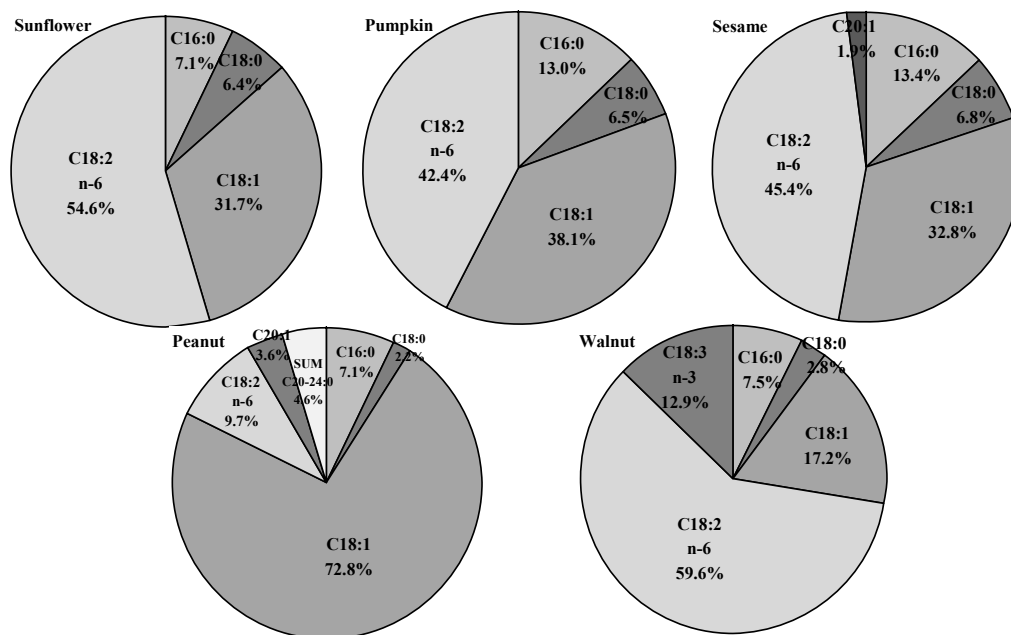 Sunflower
C16:0
7.1%
C18:0
6.4%
C18:1
31.7%
C18:2
n-6
54.6%
Pumpkin
C16:0
13.0%
C18:0
6.5%
C18:1
38.1%
C18:2
n-6
42.4%
Sesame
C20:1
1.9%
C16:0
13.4%
C18:0
6.8%
C18:1
32.8%
C18:2
n-6
45.4%
Peanut
C20:1
3.6%
SUM
C20-24:0
4.6%
C16:0
7.1%
C18:0
2.2%
C18:2
n-6
9.7%
C18:1
72.8%
Walnut
C18:3
n-3
12.9%
C16:0
7.5%
C18:0
2.8%
C18:1
17.2%
C18:2
n-6
59.6%